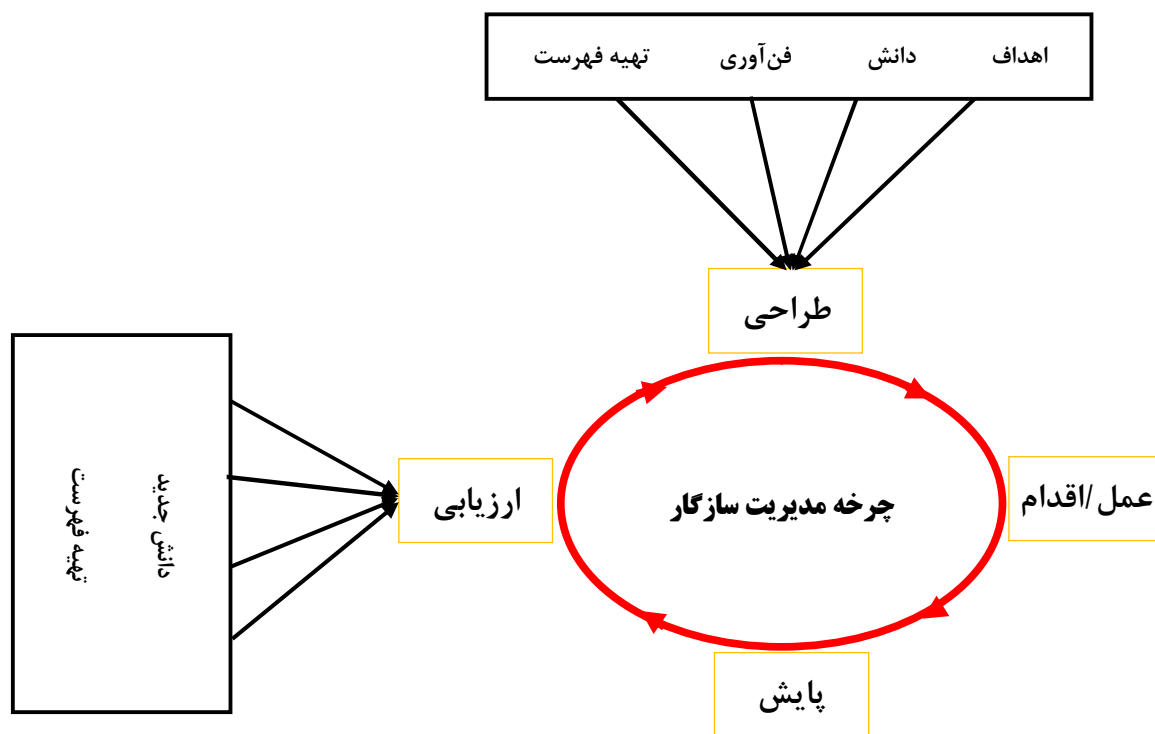 اهداف دانش فن‌آوری تهیه فهرست
طراحی
عمل/اقدام
چرخه مدیریت سازگار
ارزیابی
پایش
دانش جدید
تهیه فهرست